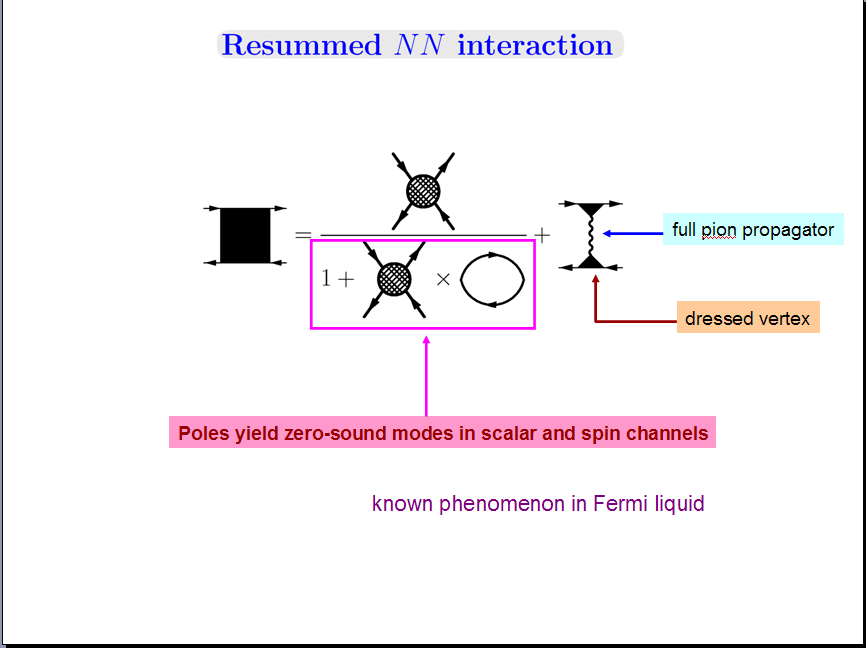 Resummed NN interaction
=
+
1 +
×
full pion propagator
dressed vertex
Poles yield zero-sound modes in scalar and spin channels
known phenomenon in Fermi liquid